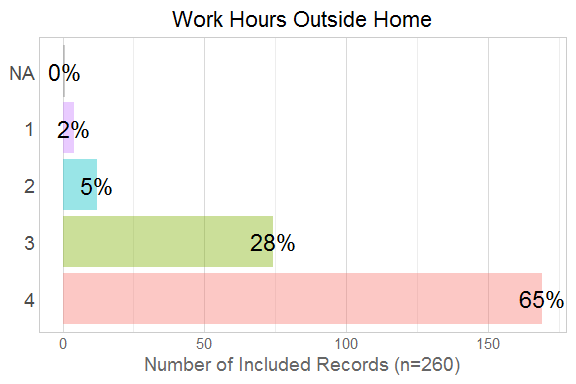 Work Hours Outside Home
NA 0%
1 2%
2 5%
3 28%
4 65%
0 50 100 150
Number of Included Records (n=260)